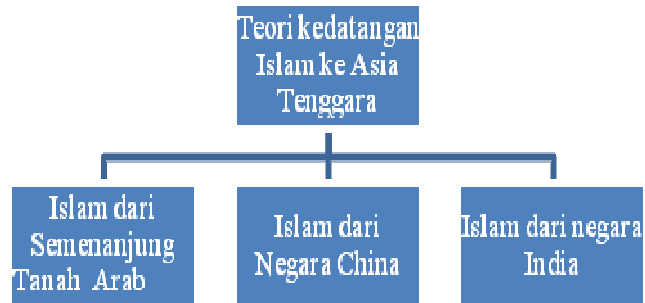 Teori kedatangan
Islam ke Asia
Tenggara
Islam dari
Semenanjung
Tanah Arab
Islam dari
Negara China
Islam dari negara
India